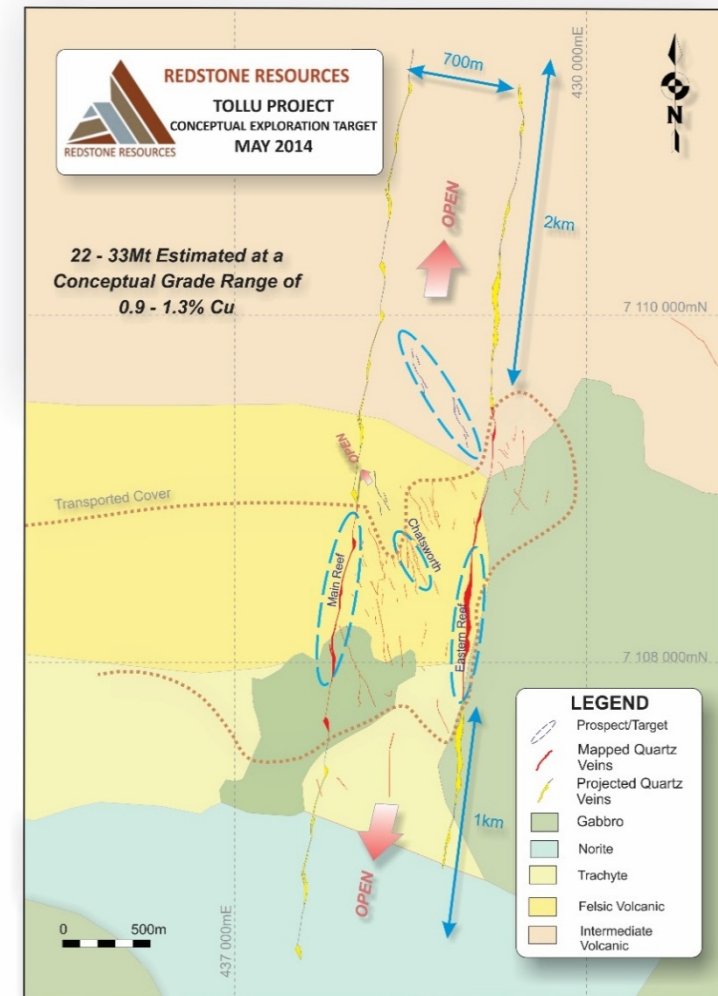 REDSTONE RESOURCES
TOLLU PROJECT
CONCEPTUAL EXPLORATION TARGET
MAY 2014
REDSTONE RESOURCES
22 - 33Mt Estimated at a
Conceptual Grade Range of
0.9 - 1.3% Cu
700m
430 000mE
N
OPEN
2km
7 110 000mN
OPEN
Transported Cover
Chatsworth
Main Reef
Eastern Reef
7 108 000mN
1km
OPEN
437 000mE
0 500m
LEGEND
Prospect/Target
Mapped Quartz
Veins
Projected Quartz
Veins
Gabbro
Norite
Trachyte
Felsic Volcanic
Intermediate
Volcanic